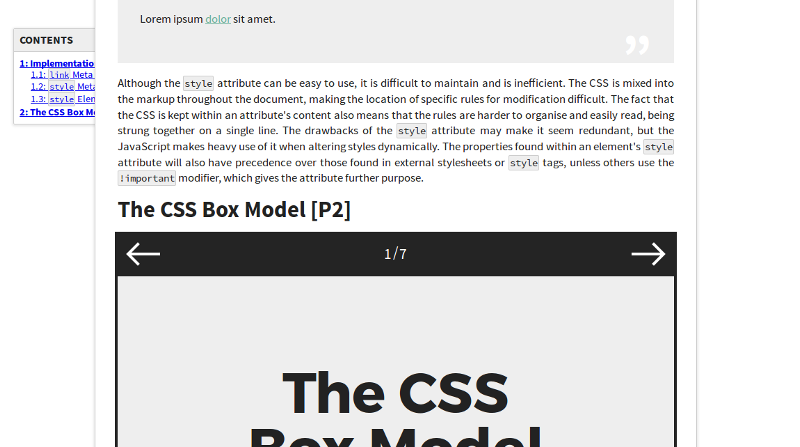 Lorem ipsum dolor sit amet.
”
CONTENTS
1: Implementatio
1.1: link Meta
1.2: style Meta
1.3: style Elen
2: The CSS Box Mo
Although the style attribute can be easy to use, it is difficult to maintain and is inefficient. The CSS is mixed into
the markup throughout the document, making the location of specific rules for modification difficult. The fact that
the CSS is kept within an attribute's content also means that the rules are harder to organise and easily read, being
strung together on a single line. The drawbacks of the style attribute may make it seem redundant, but the
JavaScript makes heavy use of it when altering styles dynamically. The properties found within an element's style
attribute will also have precedence over those found in external stylesheets or style tags, unless others use the
!important modifier, which gives the attribute further purpose.
The CSS Box Model [P2]
1/7
The CSS
Box Model